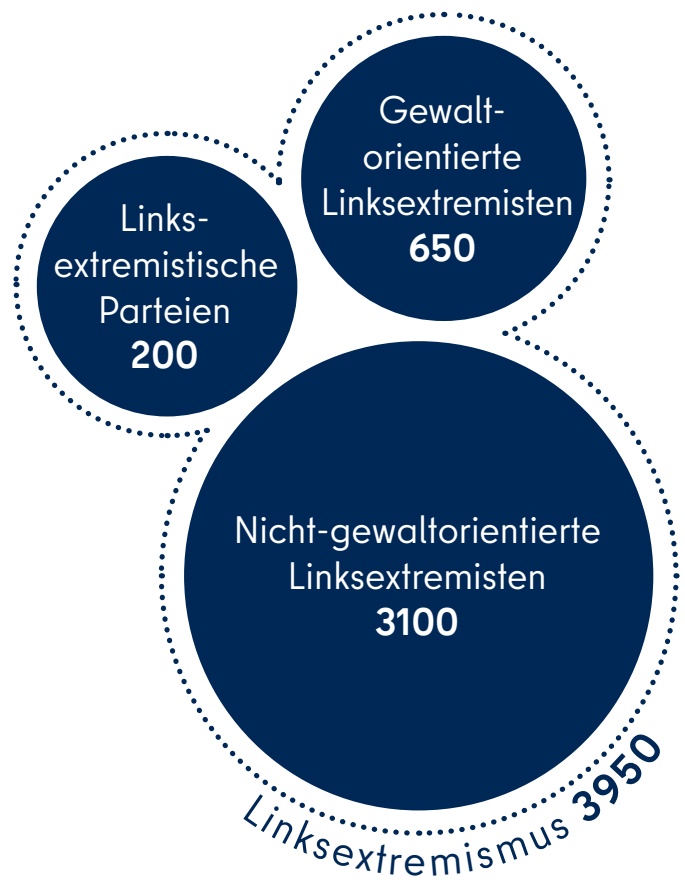 Gewalt-
orientierte
Linksextremisten
650
Links-
extremistische
Parteien
200
Nicht-gewaltorientierte
Linksextremisten
3100
Linksextremismus 3950